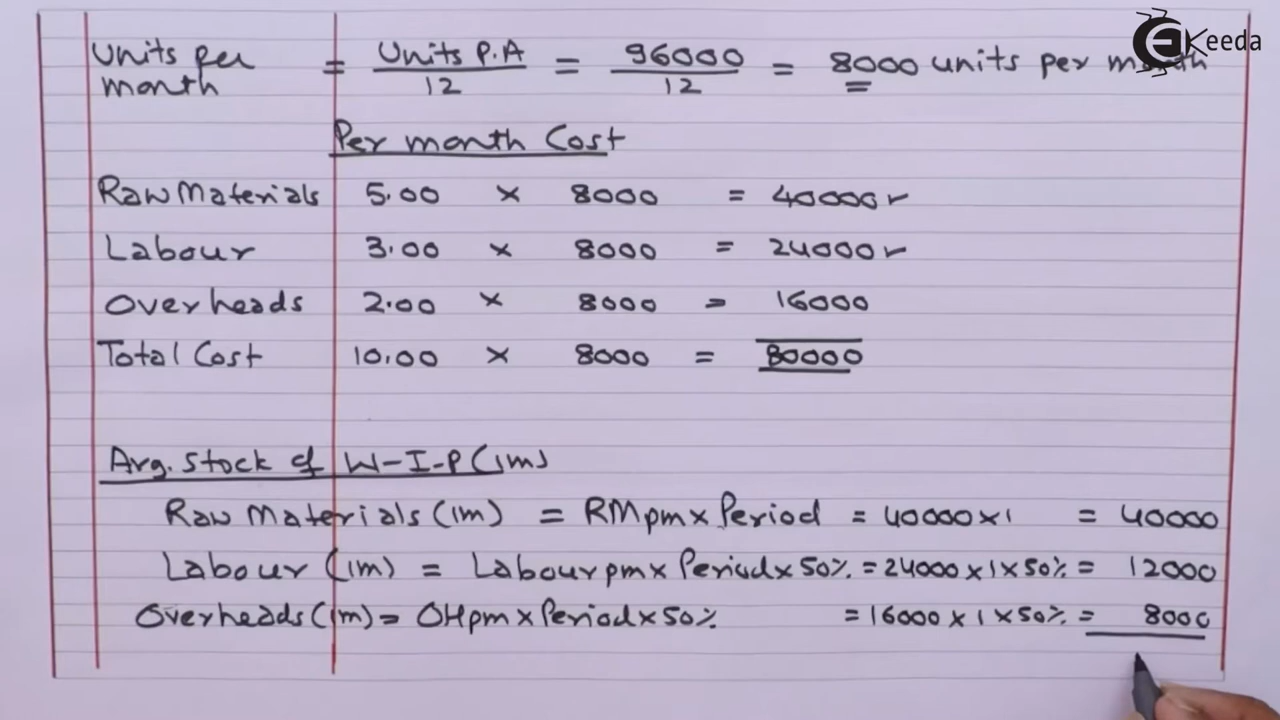 Units per month = Units P.A / 12 = 96000 / 12 = 8000 units per month
EKeeda
Per month Cost
Raw Materials 5.00 × 8000 = 40000
Labour 3.00 × 8000 = 24000
Overheads 2.00 × 8000 = 16000
Total Cost 10.00 × 8000 = 80000
Avg. Stock of W-I-P (1m)
Raw Materials (1m) = RMpm × Period = 40000 × 1 = 40000
Labour (1m) = Labour pm × Period × 50% = 24000 × 1 × 50% = 12000
Overheads (1m) = OHpm × Period × 50% = 16000 × 1 × 50% = 8000